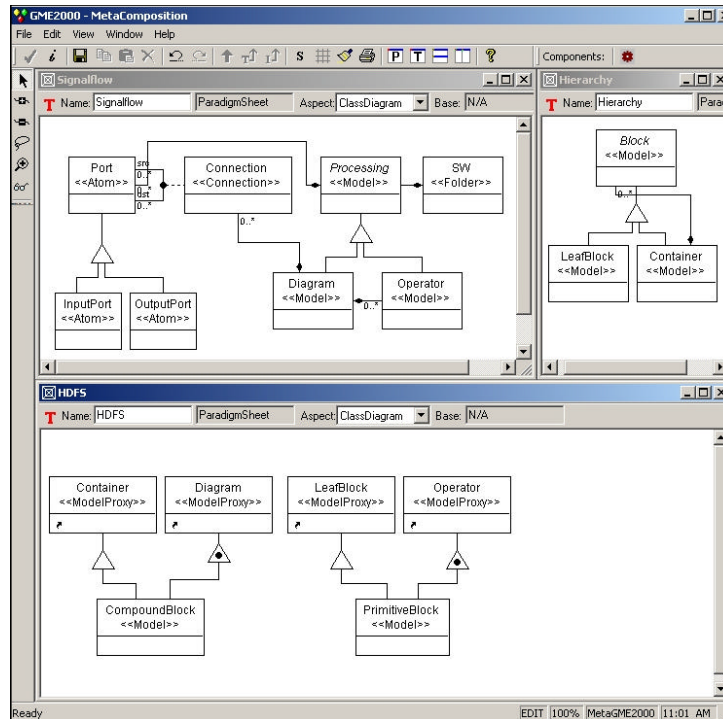 GME2000 - MetaComposition
File Edit View Window Help
Components:
Signalflow
Name: Signalflow ParadigmSheet Aspect: ClassDiagram Base: N/A
Port
<<Atom>>
src
0..*
dst
0..*
Connection
<<Connection>>
Processing
<<Model>>
SW
<<Folder>>
0..*
InputPort
<<Atom>>
OutputPort
<<Atom>>
Diagram
<<Model>>
0..*
Operator
<<Model>>
Hierarchy
Name: Hierarchy Para
Block
<<Model>>
0..*
LeafBlock
<<Model>>
Container
<<Model>>
HDFS
Name: HDFS ParadigmSheet Aspect: ClassDiagram Base: N/A
Container
<<ModelProxy>>
Diagram
<<ModelProxy>>
LeafBlock
<<ModelProxy>>
Operator
<<ModelProxy>>
CompoundBlock
<<Model>>
PrimitiveBlock
<<Model>>
Ready EDIT 100% MetaGME2000 11:01 AM